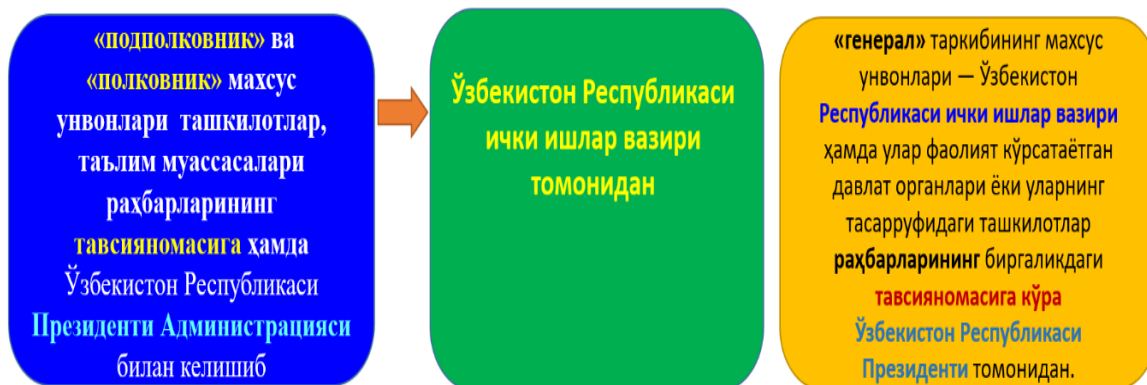 «подполковник» ва
«полковник» махсус
унвонлари ташкилотлар,
таълим муассасалари
раҳбарларининг
тавсияномасига ҳамда
Ўзбекистон Республикаси
Президенти Администрацияси
билан келишиб
Ўзбекистон Республикаси
ички ишлар вазири
томонидан
«генерал» таркибининг махсус
унвонлари — Ўзбекистон
Республикаси ички ишлар вазири
ҳамда улар фаолият кўрсатаётган
давлат органлари ёки уларнинг
тасарруфидаги ташкилотлар
раҳбарларининг биргаликдаги
тавсияномасига кўра
Ўзбекистон Республикаси
Президенти томонидан.